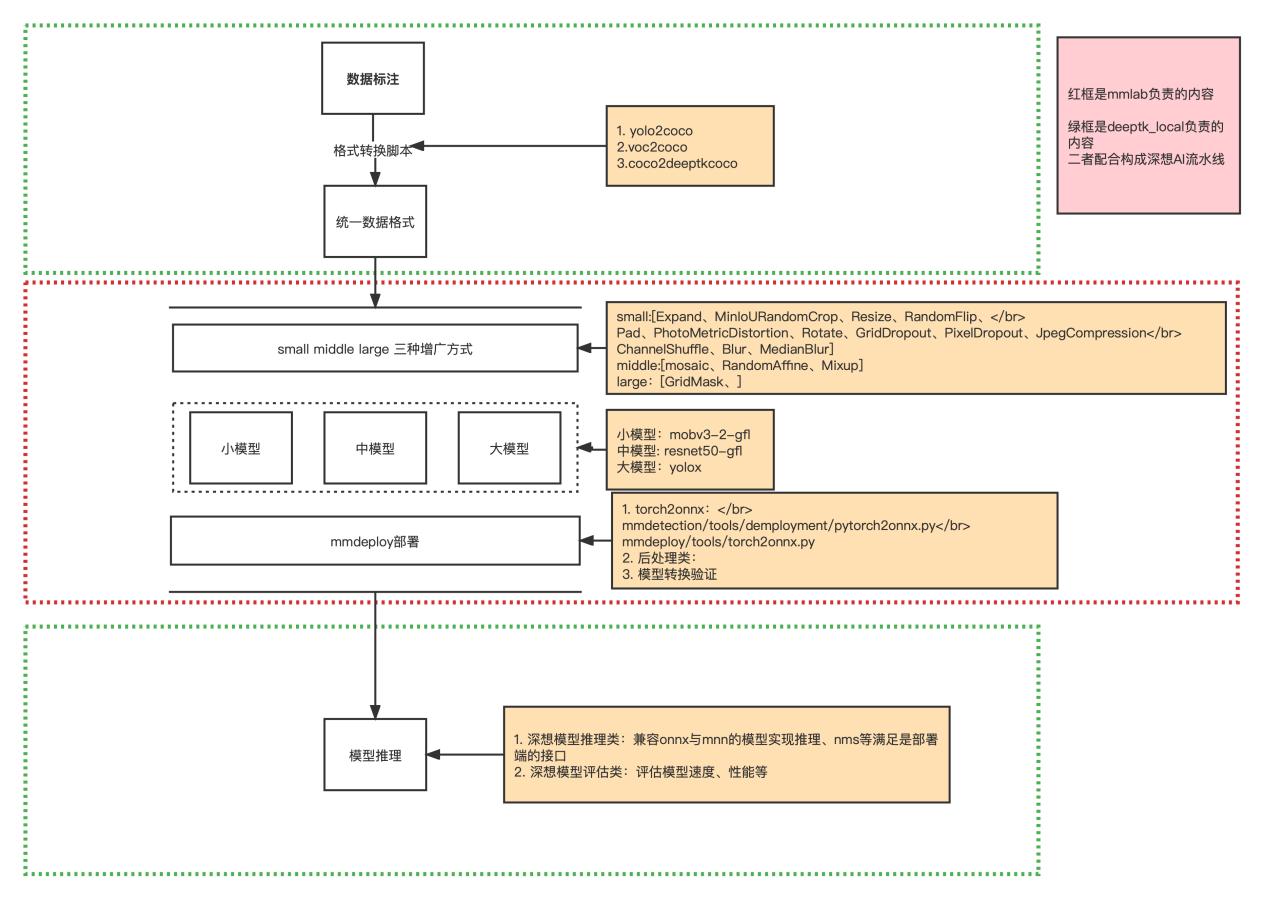 数据标注
红框是mmlab负责的内容
绿框是deeptk_local负责的
内容
二者配合构成深想AI流水线
格式转换脚本
1. yolo2coco
2.voc2coco
3.coco2deeptkcoco
统一数据格式
small middle large 三种增广方式
small:[Expand、MinIoURandomCrop、Resize、RandomFlip、</br>
Pad、PhotoMetricDistortion、Rotate、GridDropout、PixelDropout、JpegCompression</br>
ChannelShuffle、Blur、MedianBlur]
middle:[mosaic、RandomAffine、Mixup]
large：[GridMask、]
小模型
中模型
大模型
小模型：mobv3-2-gfl
中模型: resnet50-gfl
大模型：yolox
mmdeploy部署
1. torch2onnx：</br>
mmdetection/tools/demployment/pytorch2onnx.py</br>
mmdeploy/tools/torch2onnx.py
2. 后处理类：
3. 模型转换验证
模型推理
1. 深想模型推理类：兼容onnx与mnn的模型实现推理、nms等满足是部署
端的接口
2. 深想模型评估类：评估模型速度、性能等